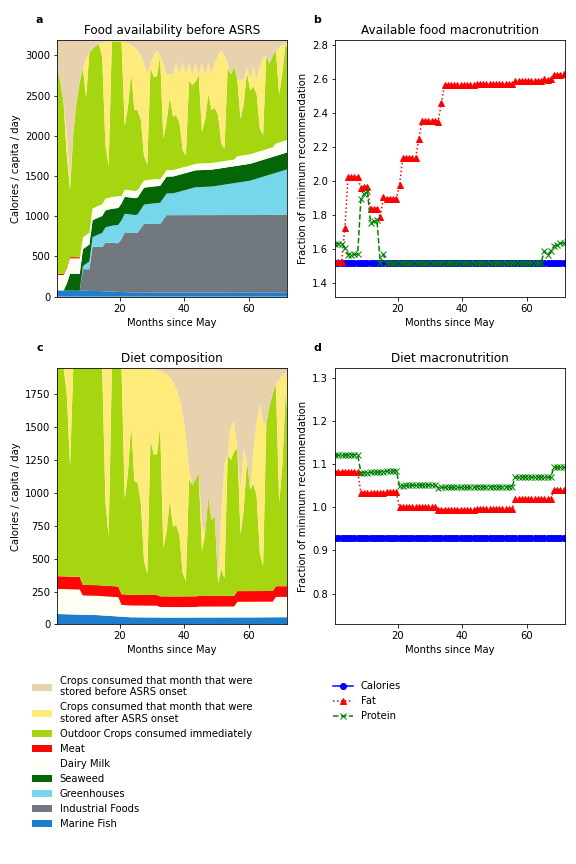 a
Food availability before ASRS
Calories / capita / day
3000
2500
2000
1500
1000
500
0
20
40
60
Months since May
b
Available food macronutrition
Fraction of minimum recommendation
2.8
2.6
2.4
2.2
2.0
1.8
1.6
1.4
20
40
60
Months since May
c
Diet composition
Calories / capita / day
1750
1500
1250
1000
750
500
250
0
20
40
60
Months since May
d
Diet macronutrition
Fraction of minimum recommendation
1.3
1.2
1.1
1.0
0.9
0.8
20
40
60
Months since May
Crops consumed that month that were
stored before ASRS onset
Crops consumed that month that were
stored after ASRS onset
Outdoor Crops consumed immediately
Meat
Dairy Milk
Seaweed
Greenhouses
Industrial Foods
Marine Fish
Calories
Fat
Protein